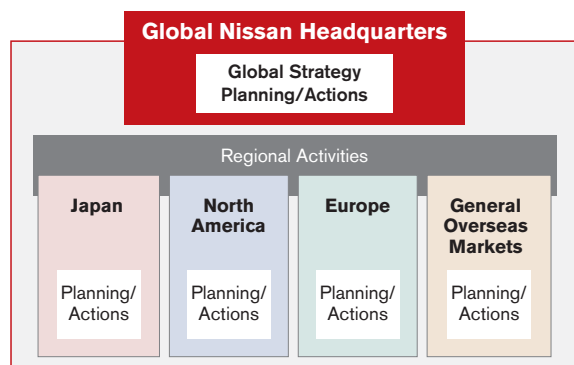 Global Nissan Headquarters
Global Strategy
Planning/Actions
Regional Activities
Japan
Planning/
Actions
North
America
Planning/
Actions
Europe
Planning/
Actions
General
Overseas
Markets
Planning/
Actions